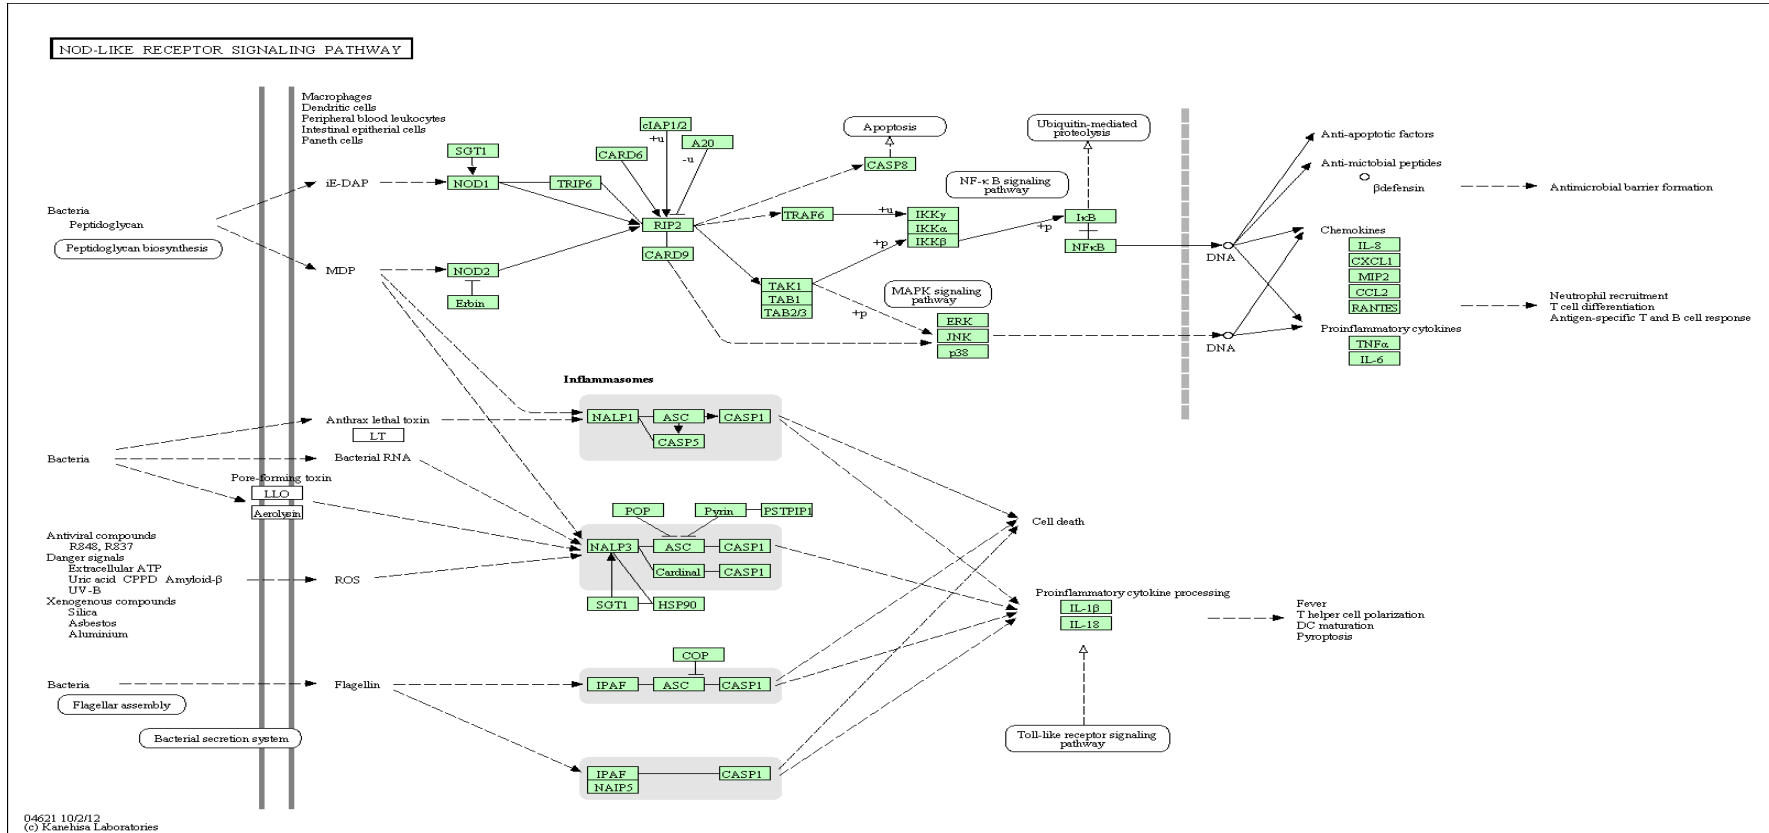 NOD-LIKE RECEPTOR SIGNALING PATHWAY
Macrophages
Dendritic cells
Peripheral blood leukocytes
Intestinal epitherial cells
Paneth cells
SGT1
iE-DAP
NOD1
TRIP6
CARD6
cIAP1/2
+u
A20
-u
RIP2
CARD9
Bacteria
Peptidoglycan
Peptidoglycan biosynthesis
MDP
NOD2
Erbin
Apoptosis
CASP8
Ubiquitin-mediated
proteolysis
NF-κ B signaling
pathway
TRAF6
+u
IKKγ
IKKα
IKKβ
+p
+p
IκB
NFκB
TAK1
TAB1
TAB2/3
+p
MAPK signaling
pathway
ERK
JNK
p38
DNA
DNA
Anti-apoptotic factors
Anti-mictobial peptides
βdefensin
Antimicrobial barrier formation
Chemokines
IL-8
CXCL1
MIP2
CCL2
RANTES
Neutrophil recruitment
T cell differentiation
Antigen-specific T and B cell response
Proinflammatory cytokines
TNFα
IL-6
Inflammasomes
Anthrax lethal toxin
LT
NALP1
ASC
CASP1
CASP5
Bacteria
Bacterial RNA
Pore-forming toxin
LLO
Aerolysin
POP
Pyrin
PSTPIP1
NALP3
ASC
CASP1
Cardinal
CASP1
SGT1
HSP90
Cell death
Antiviral compounds
R848, R837
Danger signals
Extracellular ATP
Uric acid CPPD Amyloid-β
UV-B
Xenogenous compounds
Silica
Asbestos
Aluminium
ROS
Proinflammatory cytokine processing
IL-1β
IL-18
Fever
T helper cell polarization
DC maturation
Pyroptosis
COP
Bacteria
Flagellar assembly
Flagellin
IPAF
ASC
CASP1
Bacterial secretion system
Toll-like receptor signaling
pathway
IPAF
NAIP5
CASP1
04621 10/2/12
(c) Kanehisa Laboratories